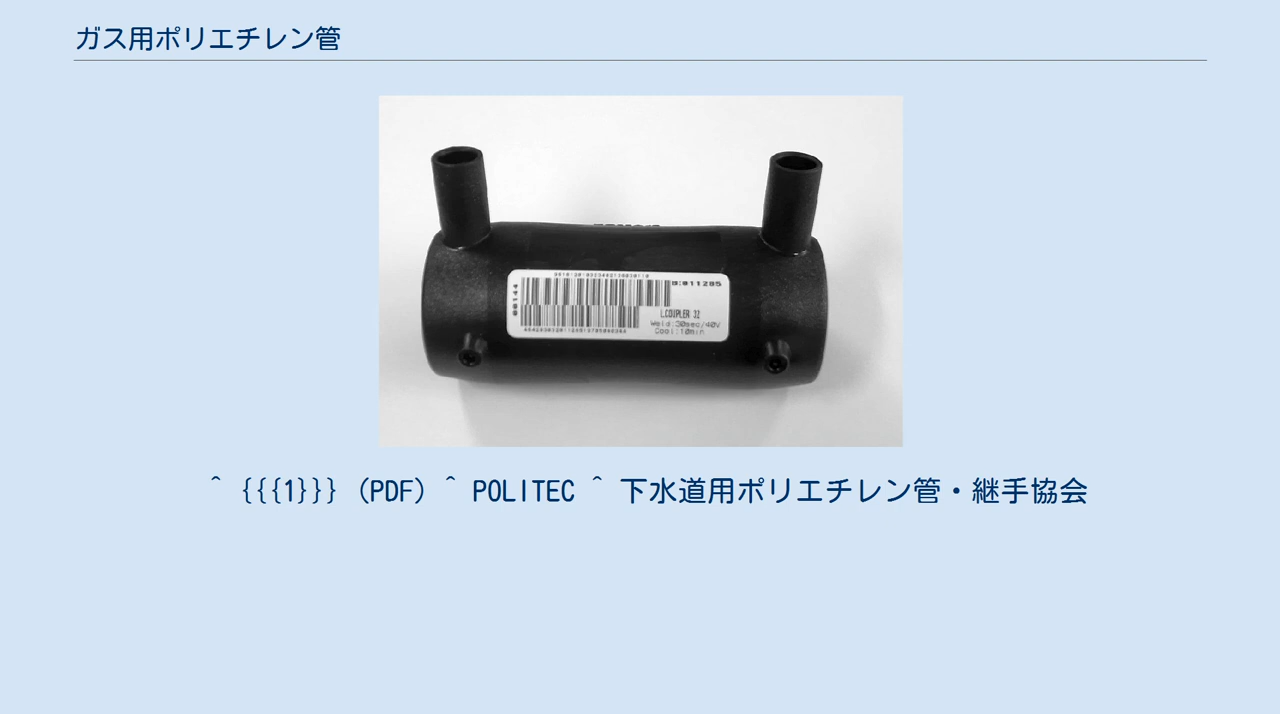 ガス用ポリエチレン管
B:011285
00144
L.COUPLER 32
Weld:30sec/40V
Cool:10min
^ {{{1}}} (PDF) ^ POLITEC ^ 下水道用ポリエチレン管・継手協会